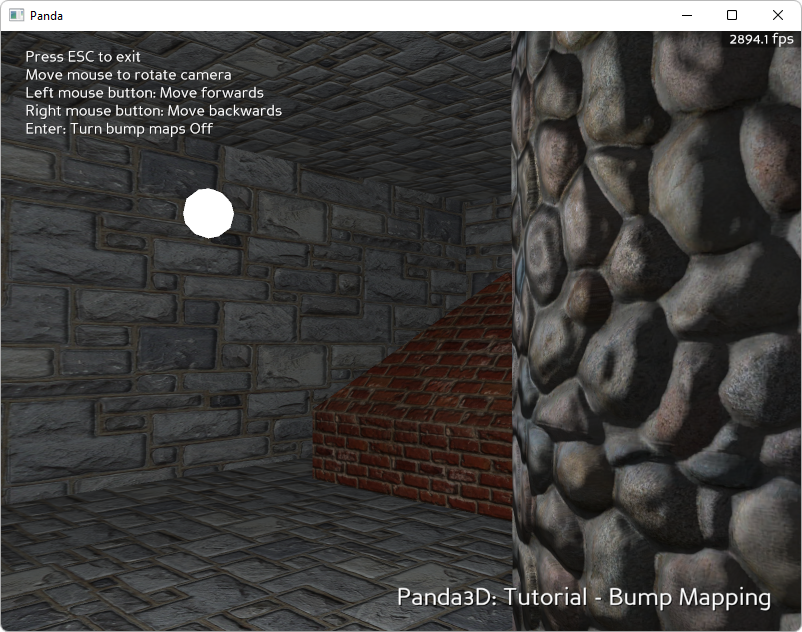 Panda
2894.1 fps
Press ESC to exit
Move mouse to rotate camera
Left mouse button: Move forwards
Right mouse button: Move backwards
Enter: Turn bump maps Off
Panda3D: Tutorial - Bump Mapping